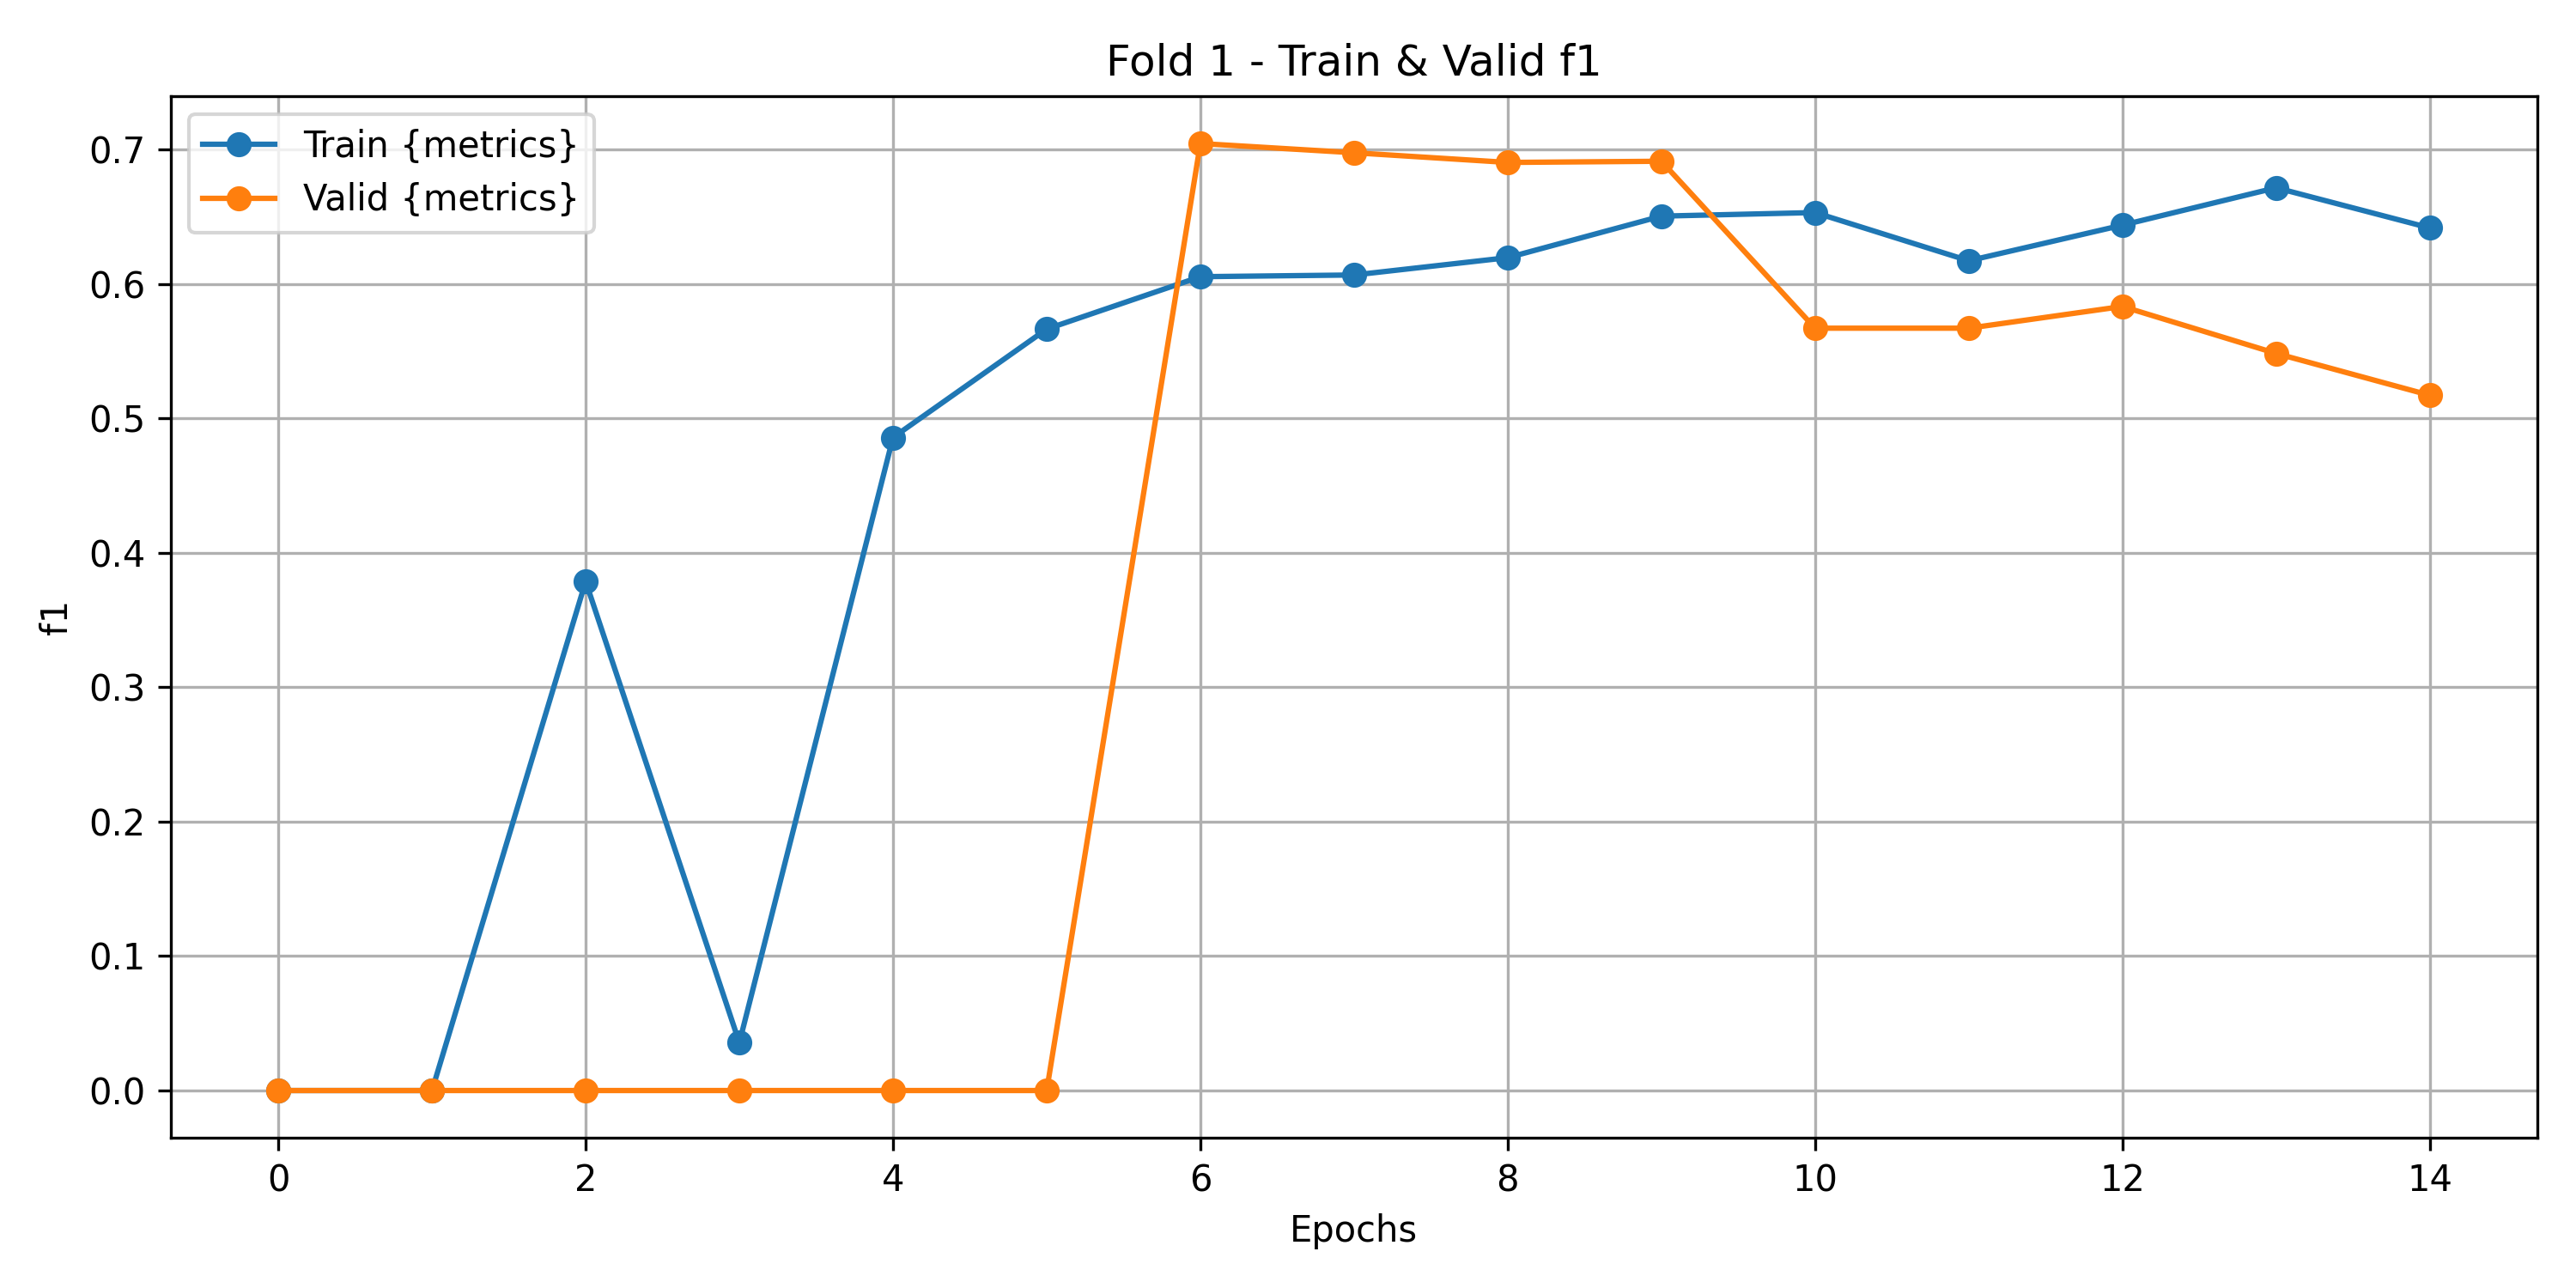 Fold 1 - Train & Valid f1
Train {metrics}
Valid {metrics}
0.7
0.6
0.5
0.4
0.3
0.2
0.1
0.0
f1
0 2 4 6 8 10 12 14
Epochs